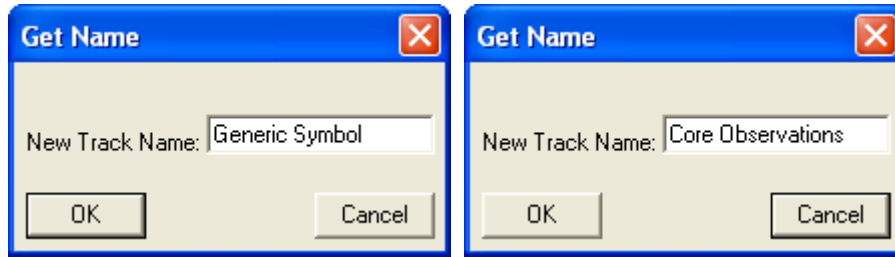 Get Name
New Track Name: Generic Symbol
OK Cancel
Get Name
New Track Name: Core Observations
OK Cancel